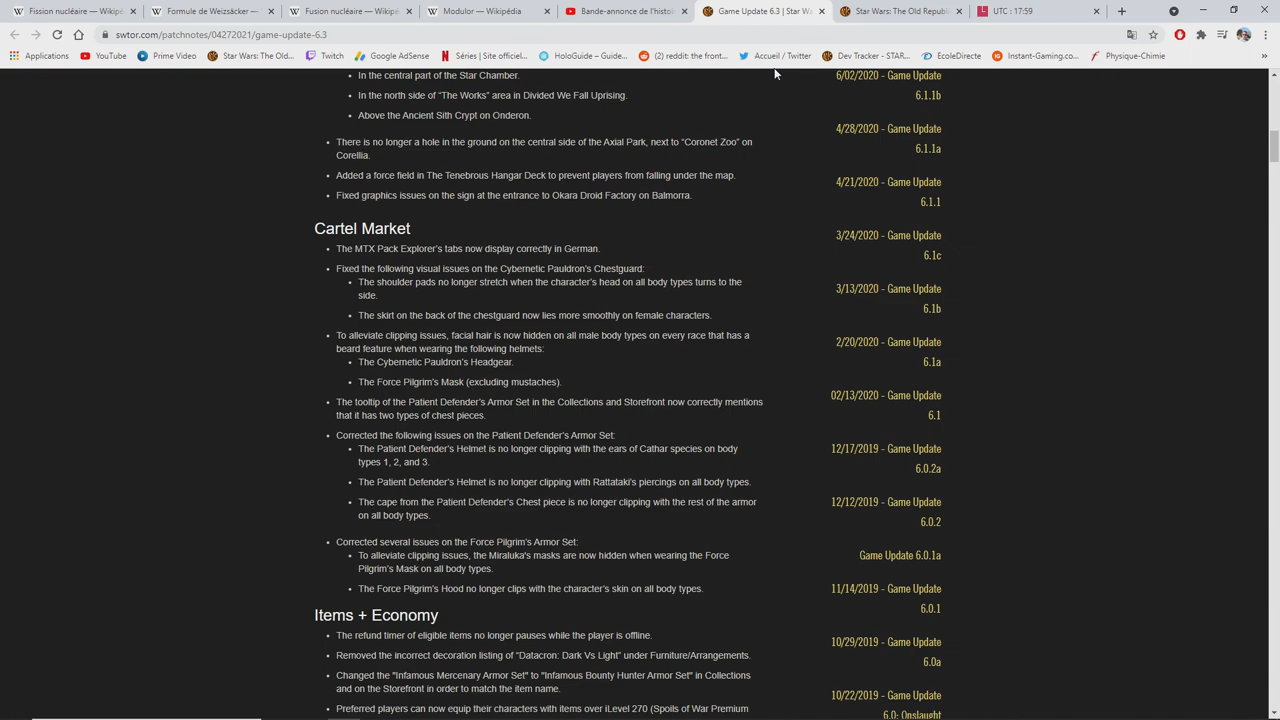 Fission nucléaire — Wikipé
Formule de Weizsäcker — W
Fusion nucléaire — Wikipéd
Modulor — Wikipédia
Bande-annonce de l'histoire
Game Update 6.3 | Star Wa
Star Wars: The Old Republi
UTC : 17:59
swtor.com/patchnotes/04272021/game-update-6.3
Applications
YouTube
Prime Video
Star Wars: The Old...
Twitch
Google AdSense
Séries | Site officiel...
HoloGuide – Guide...
(2) reddit: the front...
Accueil / Twitter
Dev Tracker - STAR...
EcoleDirecte
Instant-Gaming.co...
Physique-Chimie
In the central part of the Star Chamber.
In the north side of “The Works” area in Divided We Fall Uprising.
Above the Ancient Sith Crypt on Onderon.
There is no longer a hole in the ground on the central side of the Axial Park, next to “Coronet Zoo” on
Corellia.
Added a force field in The Tenebrous Hangar Deck to prevent players from falling under the map.
Fixed graphics issues on the sign at the entrance to Okara Droid Factory on Balmorra.
Cartel Market
The MTX Pack Explorer’s tabs now display correctly in German.
Fixed the following visual issues on the Cybernetic Pauldron’s Chestguard:
The shoulder pads no longer stretch when the character’s head on all body types turns to the
side.
The skirt on the back of the chestguard now lies more smoothly on female characters.
To alleviate clipping issues, facial hair is now hidden on all male body types on every race that has a
beard feature when wearing the following helmets:
The Cybernetic Pauldron’s Headgear.
The Force Pilgrim’s Mask (excluding mustaches).
The tooltip of the Patient Defender’s Armor Set in the Collections and Storefront now correctly mentions
that it has two types of chest pieces.
Corrected the following issues on the Patient Defender’s Armor Set:
The Patient Defender’s Helmet is no longer clipping with the ears of Cathar species on body
types 1, 2, and 3.
The Patient Defender’s Helmet is no longer clipping with Rattataki’s piercings on all body types.
The cape from the Patient Defender’s Chest piece is no longer clipping with the rest of the armor
on all body types.
Corrected several issues on the Force Pilgrim’s Armor Set:
To alleviate clipping issues, the Miraluka’s masks are now hidden when wearing the Force
Pilgrim’s Mask on all body types.
The Force Pilgrim’s Hood no longer clips with the character’s skin on all body types.
Items + Economy
The refund timer of eligible items no longer pauses while the player is offline.
Removed the incorrect decoration listing of “Datacron: Dark Vs Light” under Furniture/Arrangements.
Changed the "Infamous Mercenary Armor Set" to "Infamous Bounty Hunter Armor Set" in Collections
and on the Storefront in order to match the item name.
Preferred players can now equip their characters with items over iLevel 270 (Spoils of War Premium
6/02/2020 - Game Update
6.1.1b
4/28/2020 - Game Update
6.1.1a
4/21/2020 - Game Update
6.1.1
3/24/2020 - Game Update
6.1c
3/13/2020 - Game Update
6.1b
2/20/2020 - Game Update
6.1a
02/13/2020 - Game Update
6.1
12/17/2019 - Game Update
6.0.2a
12/12/2019 - Game Update
6.0.2
Game Update 6.0.1a
11/14/2019 - Game Update
6.0.1
10/29/2019 - Game Update
6.0a
10/22/2019 - Game Update
6.0: Onslaught